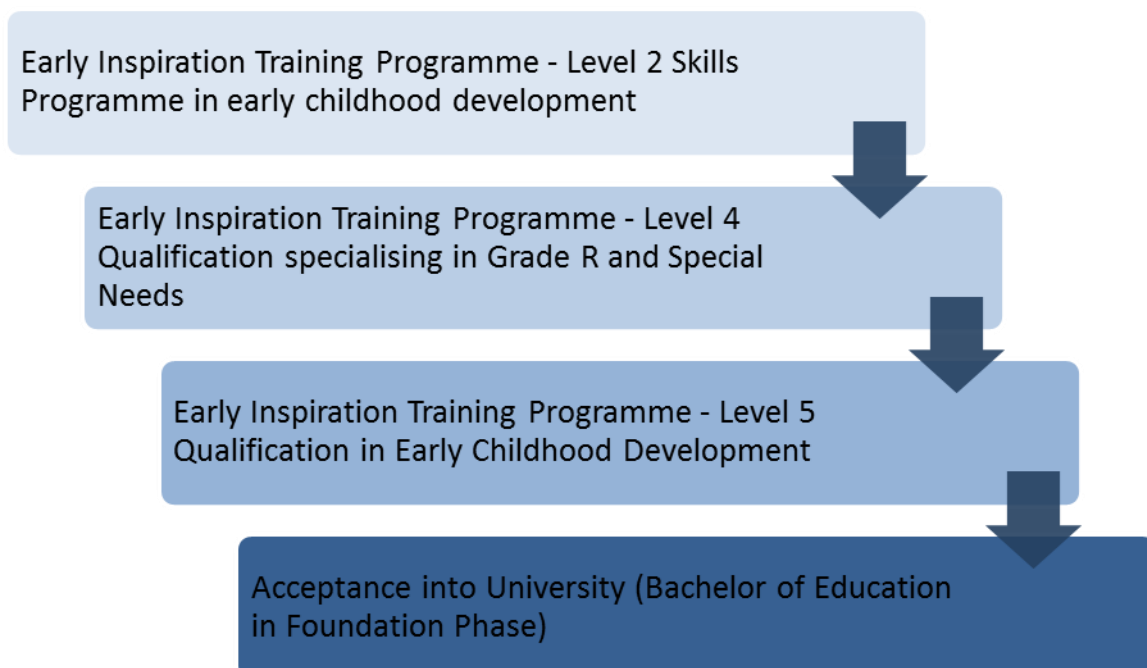 Early Inspiration Training Programme - Level 2 Skills
Programme in early childhood development
Early Inspiration Training Programme - Level 4
Qualification specialising in Grade R and Special
Needs
Early Inspiration Training Programme - Level 5
Qualification in Early Childhood Development
Acceptance into University (Bachelor of Education
in Foundation Phase)